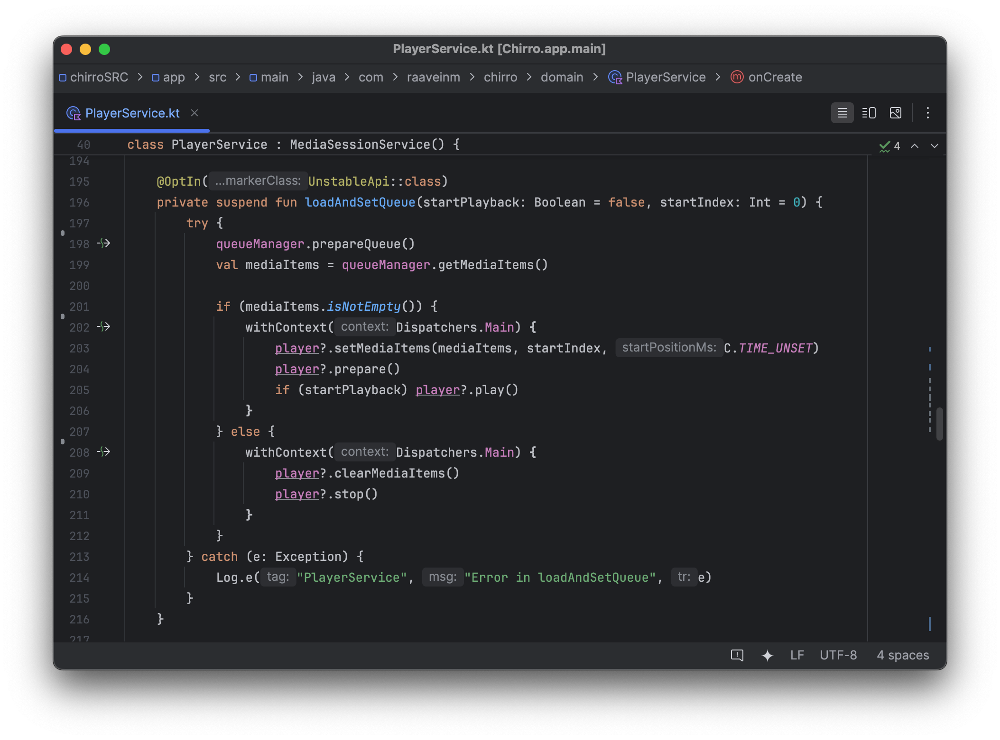 PlayerService.kt [Chirro.app.main]
chirroSRC > app > src > main > java > com > raaveinm > chirro > domain > PlayerService > onCreate
PlayerService.kt
40 class PlayerService : MediaSessionService() {
4
194
195 @OptIn( ...markerClass: UnstableApi::class)
196 private suspend fun loadAndSetQueue(startPlayback: Boolean = false, startIndex: Int = 0) {
197 try {
198 queueManager.prepareQueue()
199 val mediaItems = queueManager.getMediaItems()
200
201 if (mediaItems.isNotEmpty()) {
202 withContext( context: Dispatchers.Main) {
203 player?.setMediaItems(mediaItems, startIndex, startPositionMs: C.TIME_UNSET)
204 player?.prepare()
205 if (startPlayback) player?.play()
206 }
207 } else {
208 withContext( context: Dispatchers.Main) {
209 player?.clearMediaItems()
210 player?.stop()
211 }
212 }
213 } catch (e: Exception) {
214 Log.e( tag: "PlayerService", msg: "Error in loadAndSetQueue", tr: e)
215 }
216 }
217
LF UTF-8 4 spaces